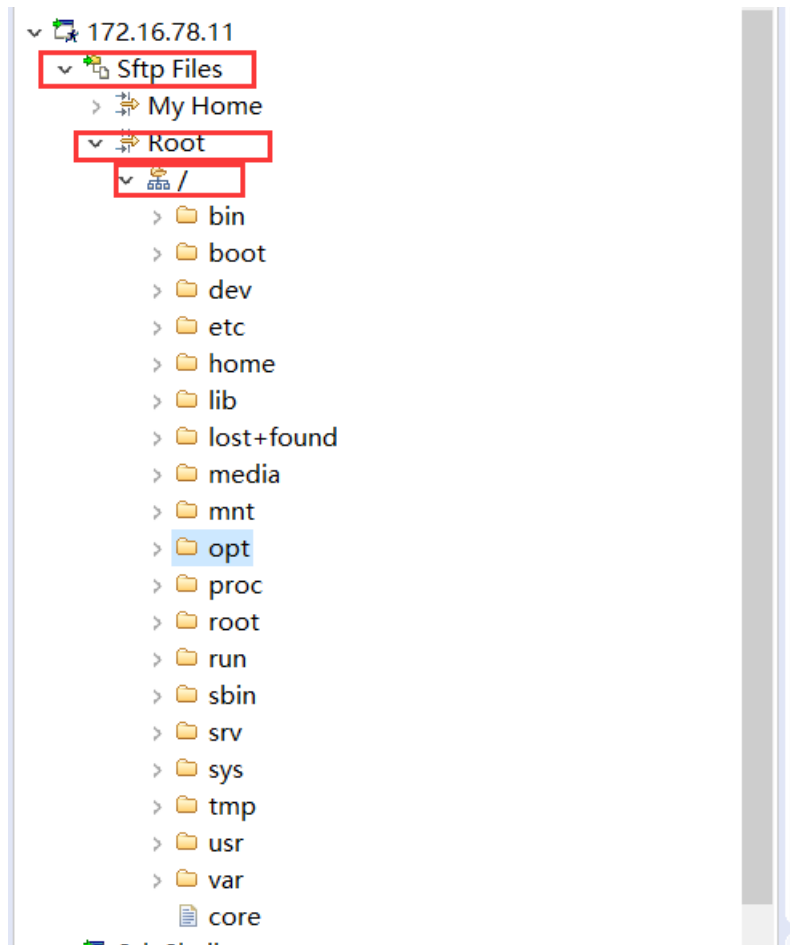 172.16.78.11
Sftp Files
My Home
Root
/
bin
boot
dev
etc
home
lib
lost+found
media
mnt
opt
proc
root
run
sbin
srv
sys
tmp
usr
var
core